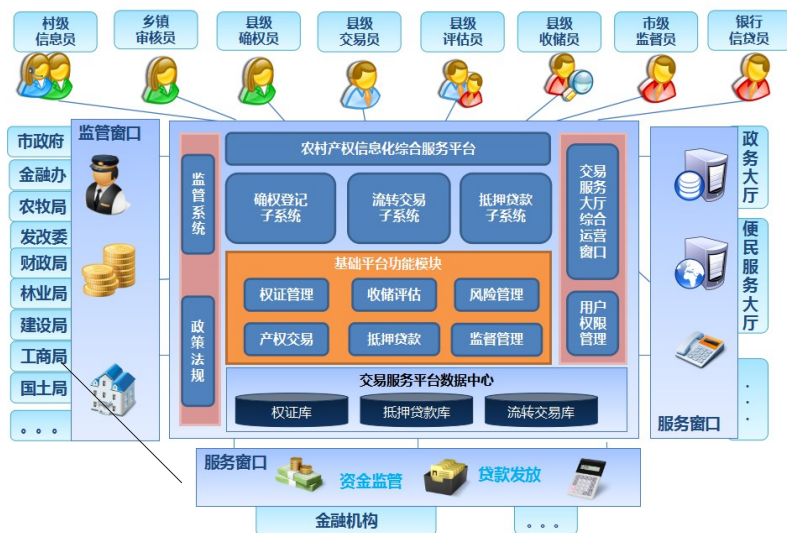 村级
信息员
乡镇
审核员
县级
确权员
县级
交易员
县级
评估员
县级
收储员
市级
监督员
银行
信贷员
监管窗口
市政府
金融办
农牧局
发改委
财政局
林业局
建设局
工商局
国土局
。。。
监管系统
政策法规
农村产权信息化综合服务平台
确权登记
子系统
流转交易
子系统
抵押贷款
子系统
基础平台功能模块
权证管理
收储评估
风险管理
产权交易
抵押贷款
监督管理
交易服务大厅综合运营窗口
用户
权限
管理
交易服务平台数据中心
权证库
抵押贷款库
流转交易库
政务大厅
便民服务大厅
...
服务窗口
服务窗口
资金监管
贷款发放
金融机构
。。。